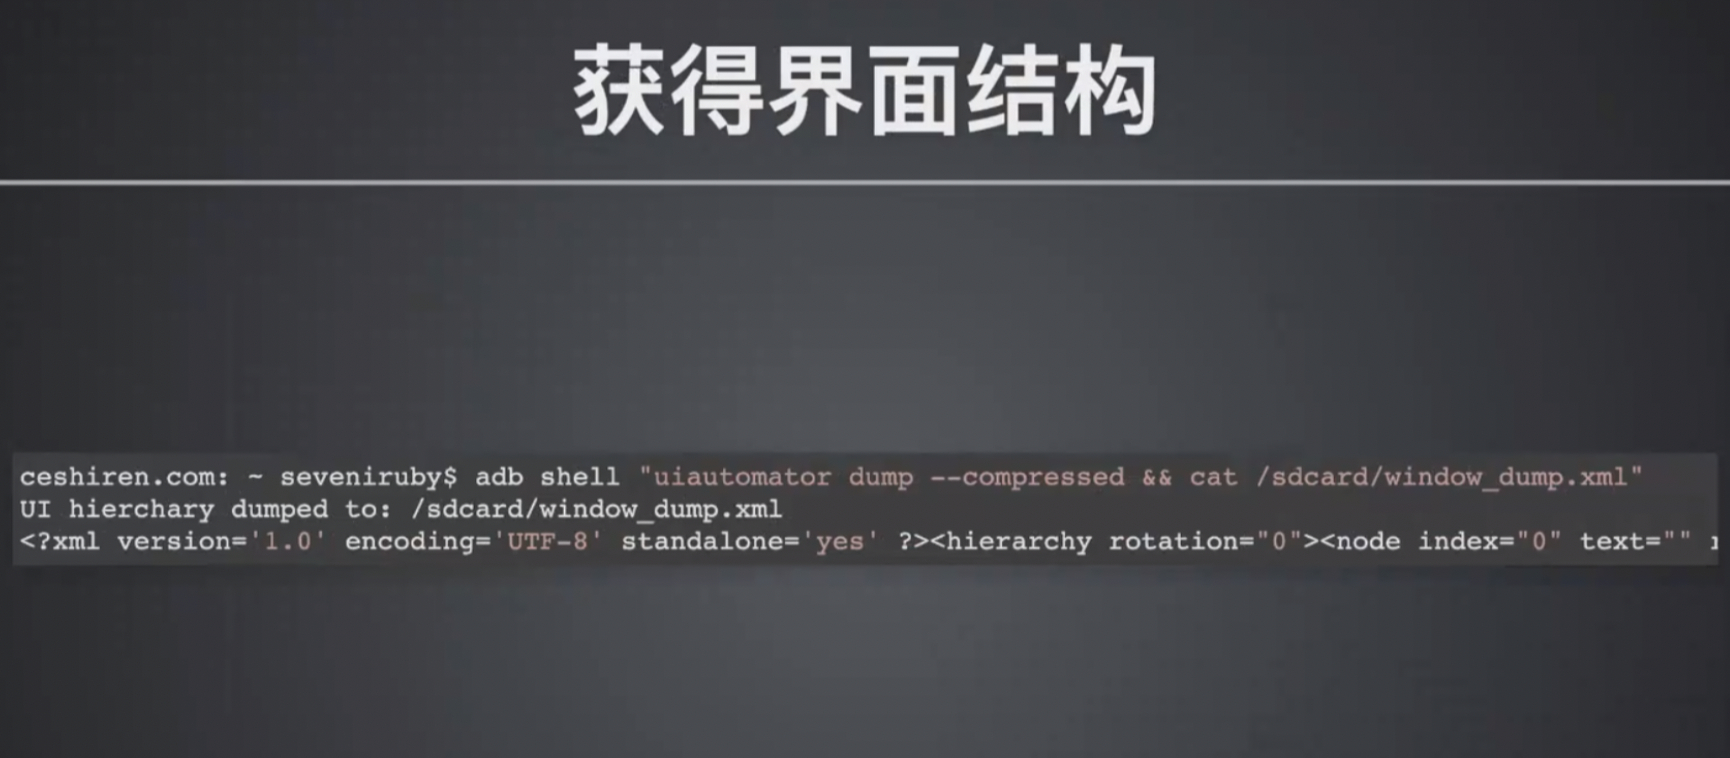 获得界面结构
ceshiren.com: ~ seveniruby$ adb shell "uiautomator dump --compressed && cat /sdcard/window_dump.xml"
UI hierchary dumped to: /sdcard/window_dump.xml
<?xml version='1.0' encoding='UTF-8' standalone='yes' ?><hierarchy rotation="0"><node index="0" text=""